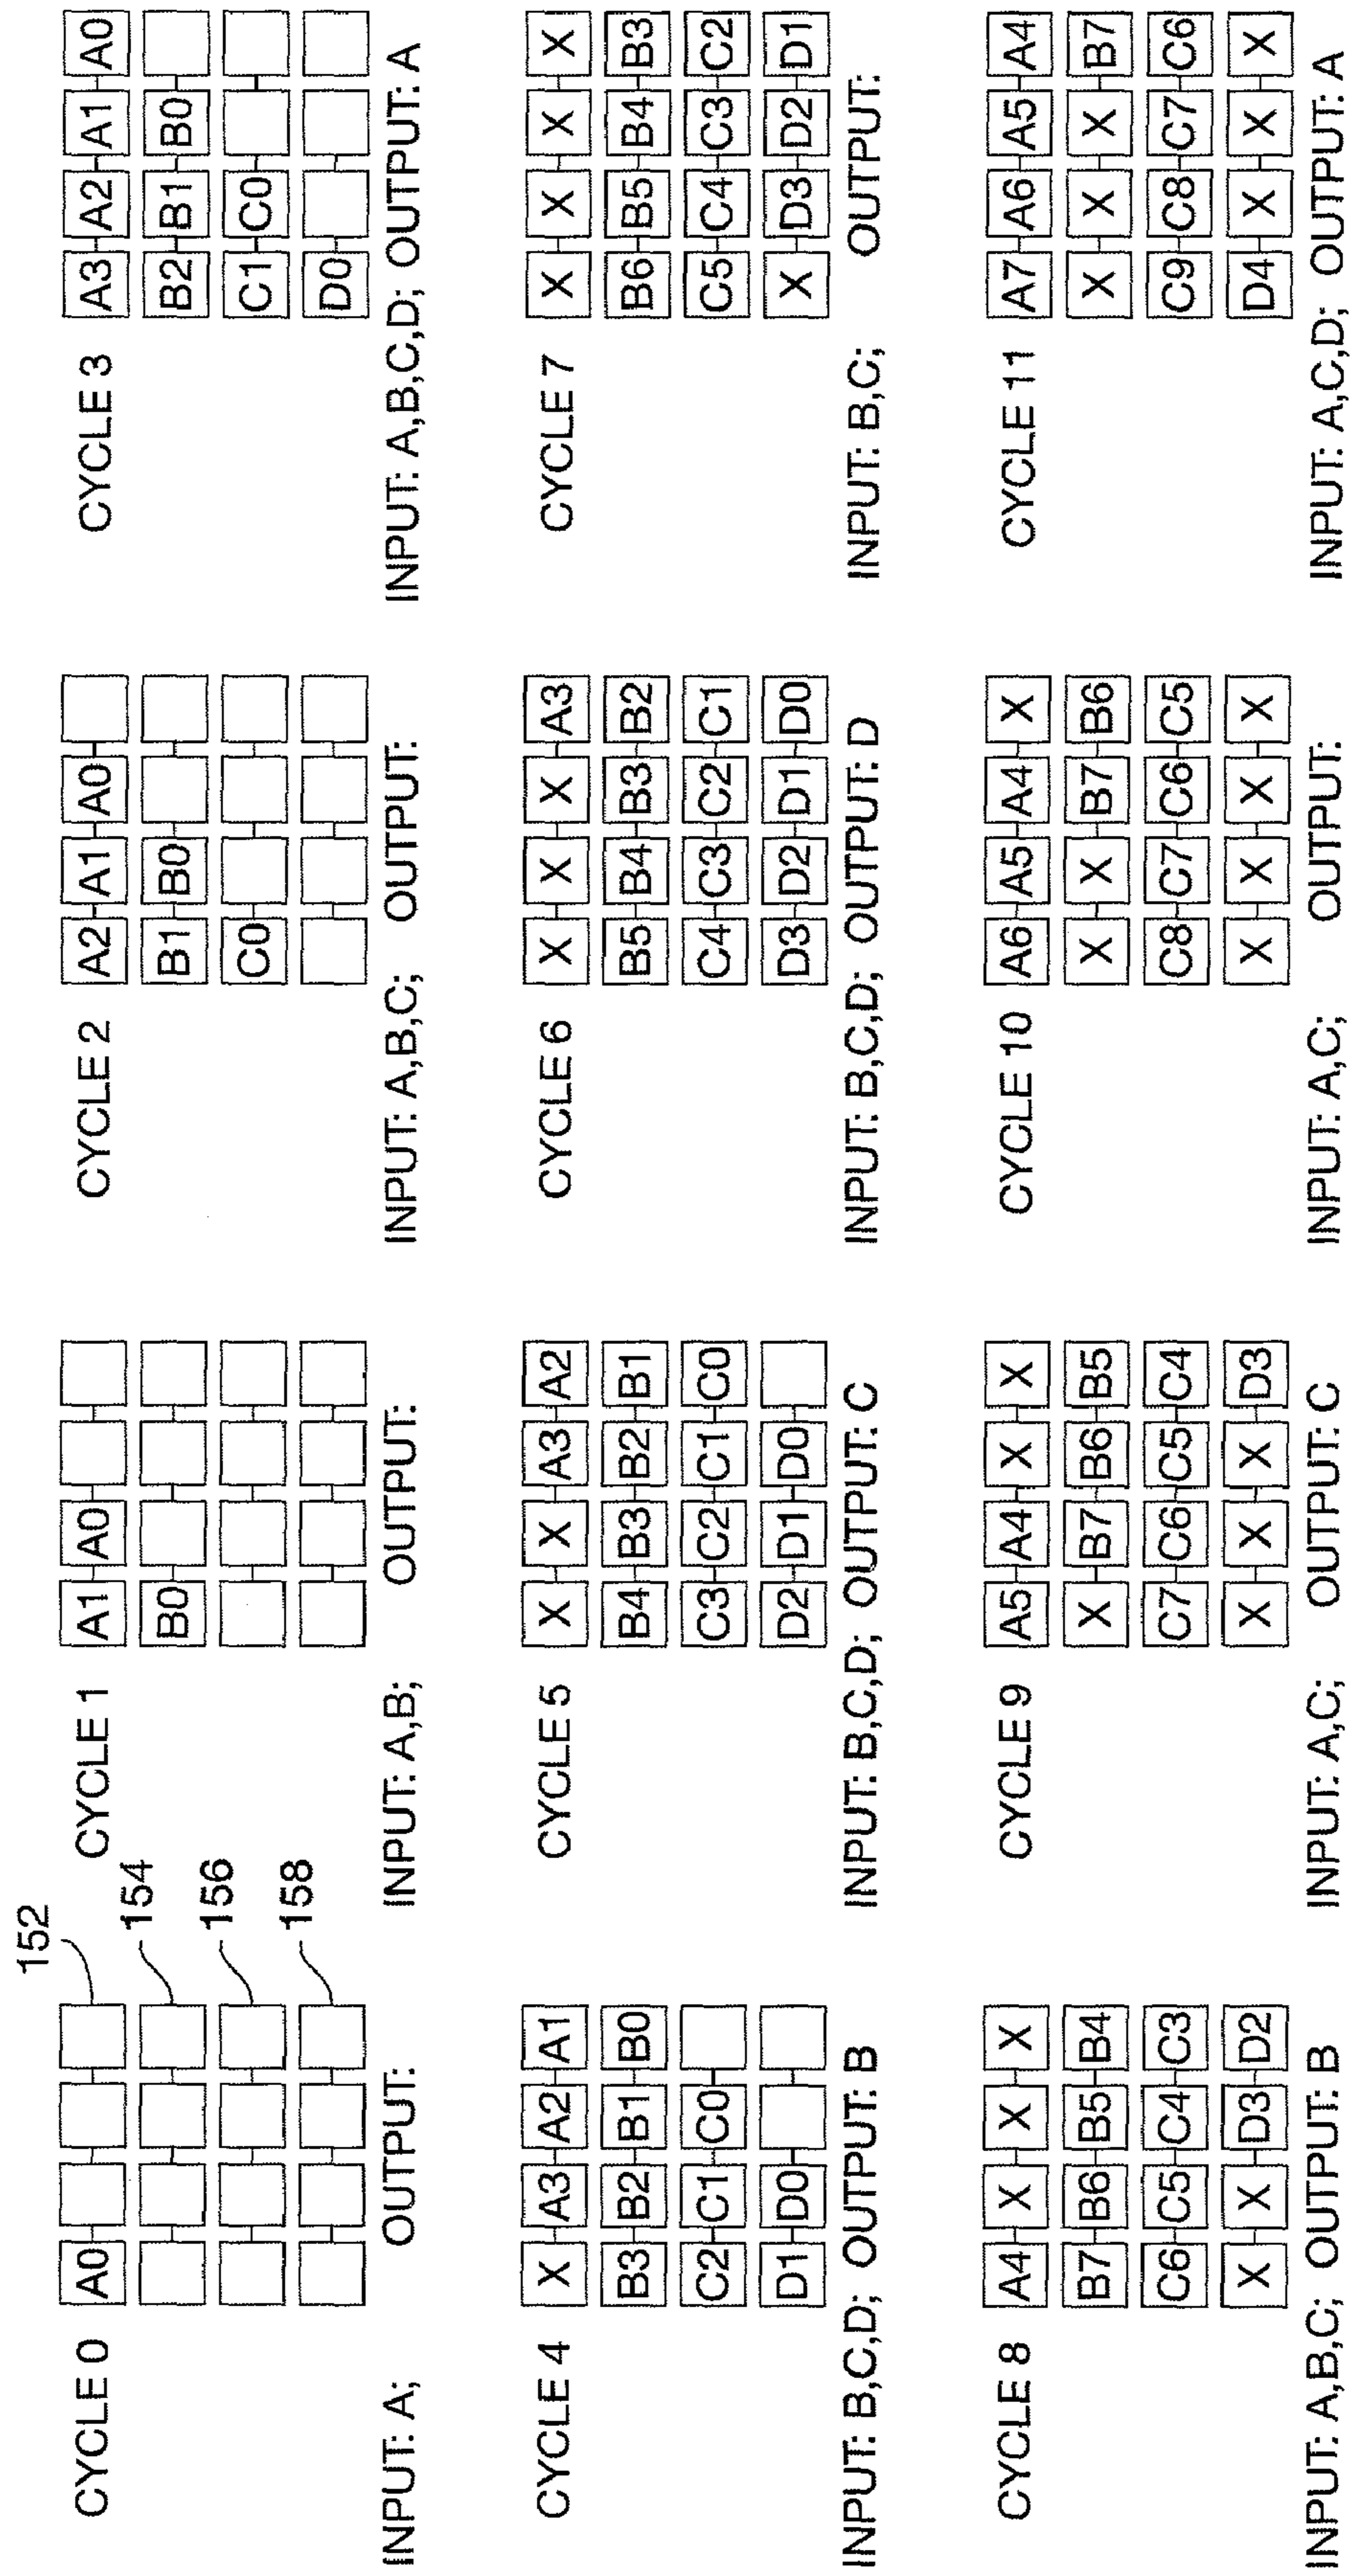 152
154
156
158
CYCLE 0
A0
INPUT: A; OUTPUT:
CYCLE 1
A1 A0
B0
INPUT: A,B; OUTPUT:
CYCLE 2
A2 A1 A0
B1 B0
C0
INPUT: A,B,C; OUTPUT:
CYCLE 3
A3 A2 A1 A0
B2 B1 B0
C1 C0
D0
INPUT: A,B,C,D; OUTPUT: A
CYCLE 4
X A3 A2 A1
B3 B2 B1 B0
C2 C1 C0
D1 D0
INPUT: B,C,D; OUTPUT: B
CYCLE 5
X X A3 A2
B4 B3 B2 B1
C3 C2 C1 C0
D2 D1 D0
INPUT: B,C,D; OUTPUT: C
CYCLE 6
X X X A3
B5 B4 B3 B2
C4 C3 C2 C1
D3 D2 D1 D0
INPUT: B,C,D; OUTPUT: D
CYCLE 7
X X X X
B6 B5 B4 B3
C5 C4 C3 C2
X D3 D2 D1
INPUT: B,C; OUTPUT:
CYCLE 8
A4 X X X
B7 B6 B5 B4
C6 C5 C4 C3
X X D3 D2
INPUT: A,B,C; OUTPUT: B
CYCLE 9
A5 A4 X X
X B7 B6 B5
C7 C6 C5 C4
X X X D3
INPUT: A,C; OUTPUT: C
CYCLE 10
A6 A5 A4 X
X X B7 B6
C8 C7 C6 C5
X X X X
INPUT: A,C; OUTPUT:
CYCLE 11
A7 A6 A5 A4
X X X B7
C9 C8 C7 C6
D4 X X X
INPUT: A,C,D; OUTPUT: A